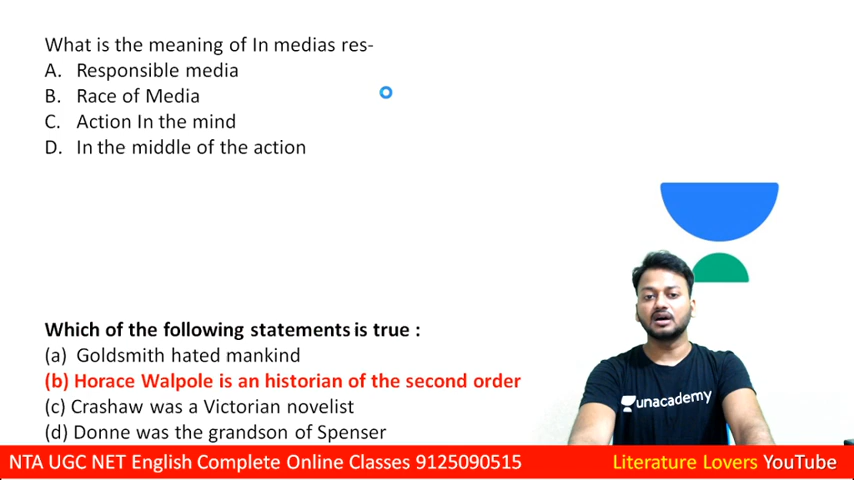 What is the meaning of In medias res-
A. Responsible media
B. Race of Media
C. Action In the mind
D. In the middle of the action
Which of the following statements is true :
(a) Goldsmith hated mankind
(b) Horace Walpole is an historian of the second order
(c) Crashaw was a Victorian novelist
(d) Donne was the grandson of Spenser
unacademy
NTA UGC NET English Complete Online Classes 9125090515 Literature Lovers YouTube